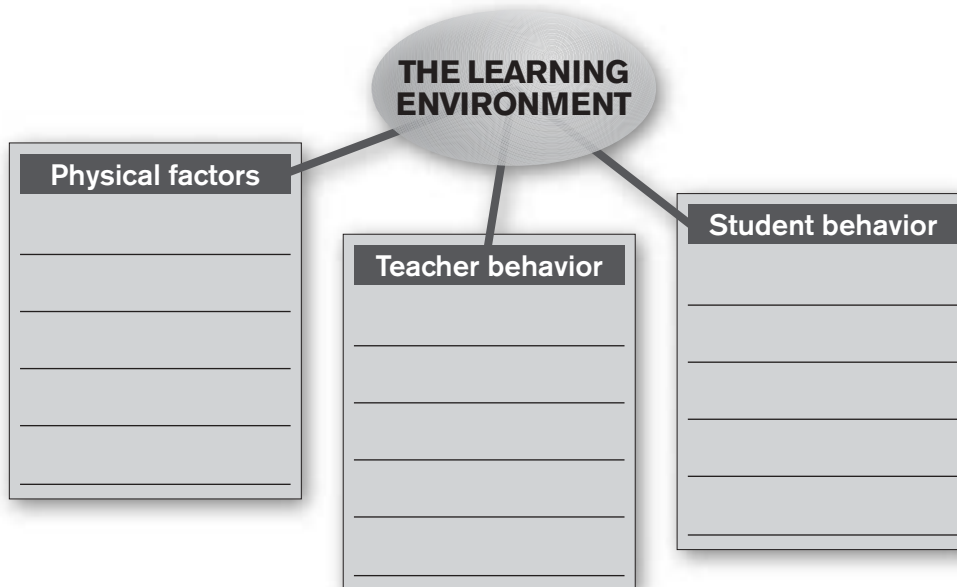 THE LEARNING
ENVIRONMENT
Physical factors
Teacher behavior
Student behavior